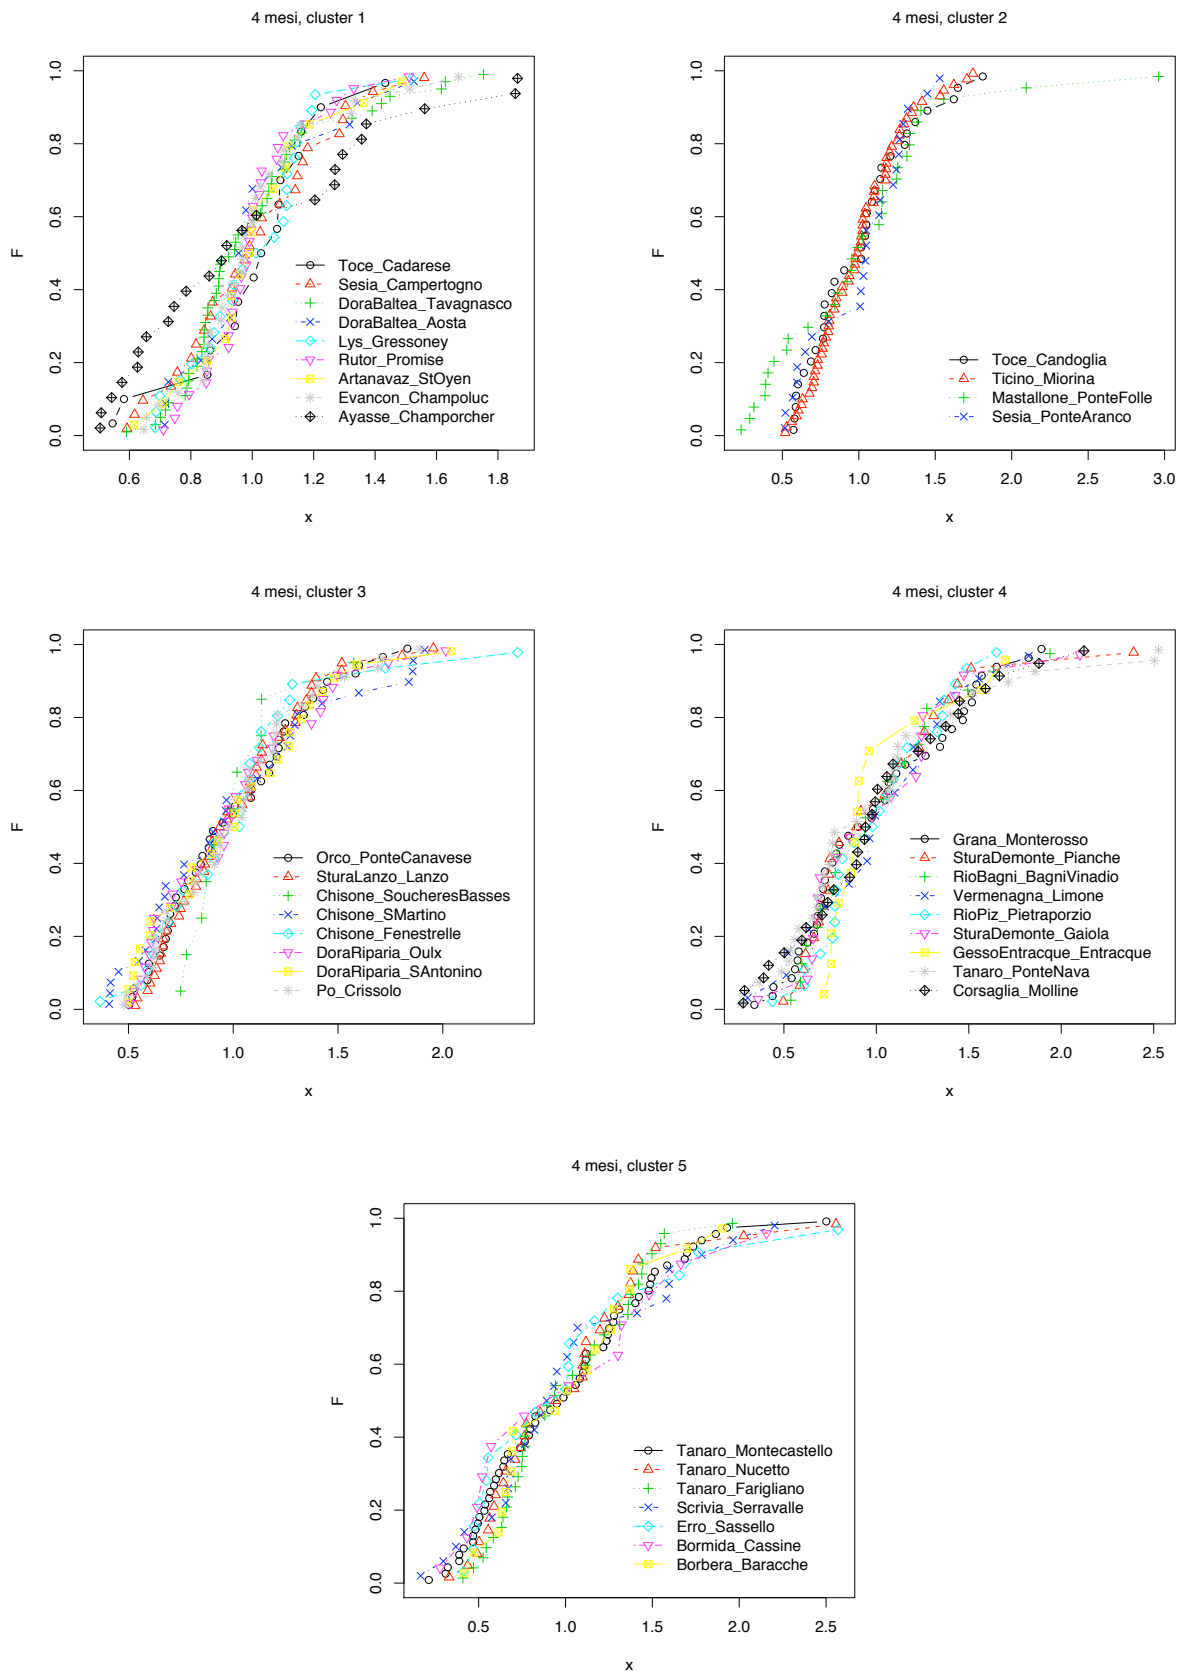 4 mesi, cluster 1
F
0.0 0.2 0.4 0.6 0.8 1.0
Toce_Cadarese
Sesia_Campertogno
DoraBaltea_Tavagnasco
DoraBaltea_Aosta
Lys_Gressoney
Rutor_Promise
Artanavaz_StOyen
Evancon_Champoluc
Ayasse_Champorcher
0.6 0.8 1.0 1.2 1.4 1.6 1.8
x
4 mesi, cluster 2
F
0.0 0.2 0.4 0.6 0.8 1.0
Toce_Candoglia
Ticino_Miorina
Mastallone_PonteFolle
Sesia_PonteAranco
0.5 1.0 1.5 2.0 2.5 3.0
x
4 mesi, cluster 3
F
0.0 0.2 0.4 0.6 0.8 1.0
Orco_PonteCanavese
SturaLanzo_Lanzo
Chisone_SoucheresBasses
Chisone_SMartino
Chisone_Fenestrelle
DoraRiparia_Oulx
DoraRiparia_SAntonino
Po_Crissolo
0.5 1.0 1.5 2.0
x
4 mesi, cluster 4
F
0.0 0.2 0.4 0.6 0.8 1.0
Grana_Monterosso
SturaDemonte_Pianche
RioBagni_BagniVinadio
Vermenagna_Limone
RioPiz_Pietraporzio
SturaDemonte_Gaiola
GessoEntracque_Entracque
Tanaro_PonteNava
Corsaglia_Molline
0.5 1.0 1.5 2.0 2.5
x
4 mesi, cluster 5
F
0.0 0.2 0.4 0.6 0.8 1.0
Tanaro_Montecastello
Tanaro_Nucetto
Tanaro_Farigliano
Scrivia_Serravalle
Erro_Sassello
Bormida_Cassine
Borbera_Baracche
0.5 1.0 1.5 2.0 2.5
x